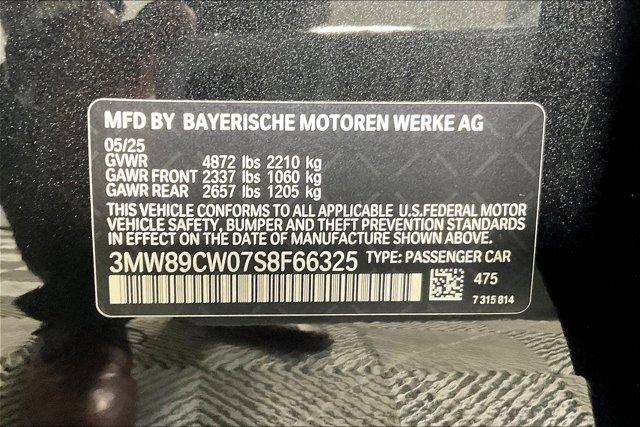 MFD BY BAYERISCHE MOTOREN WERKE AG
05/25
GVWR 4872 lbs 2210 kg
GAWR FRONT 2337 lbs 1060 kg
GAWR REAR 2657 lbs 1205 kg
THIS VEHICLE CONFORMS TO ALL APPLICABLE U.S.FEDERAL MOTOR
VEHICLE SAFETY, BUMPER AND THEFT PREVENTION STANDARDS
IN EFFECT ON THE DATE OF MANUFACTURE SHOWN ABOVE.
3MW89CW07S8F66325 TYPE: PASSENGER CAR
475
7 315 814